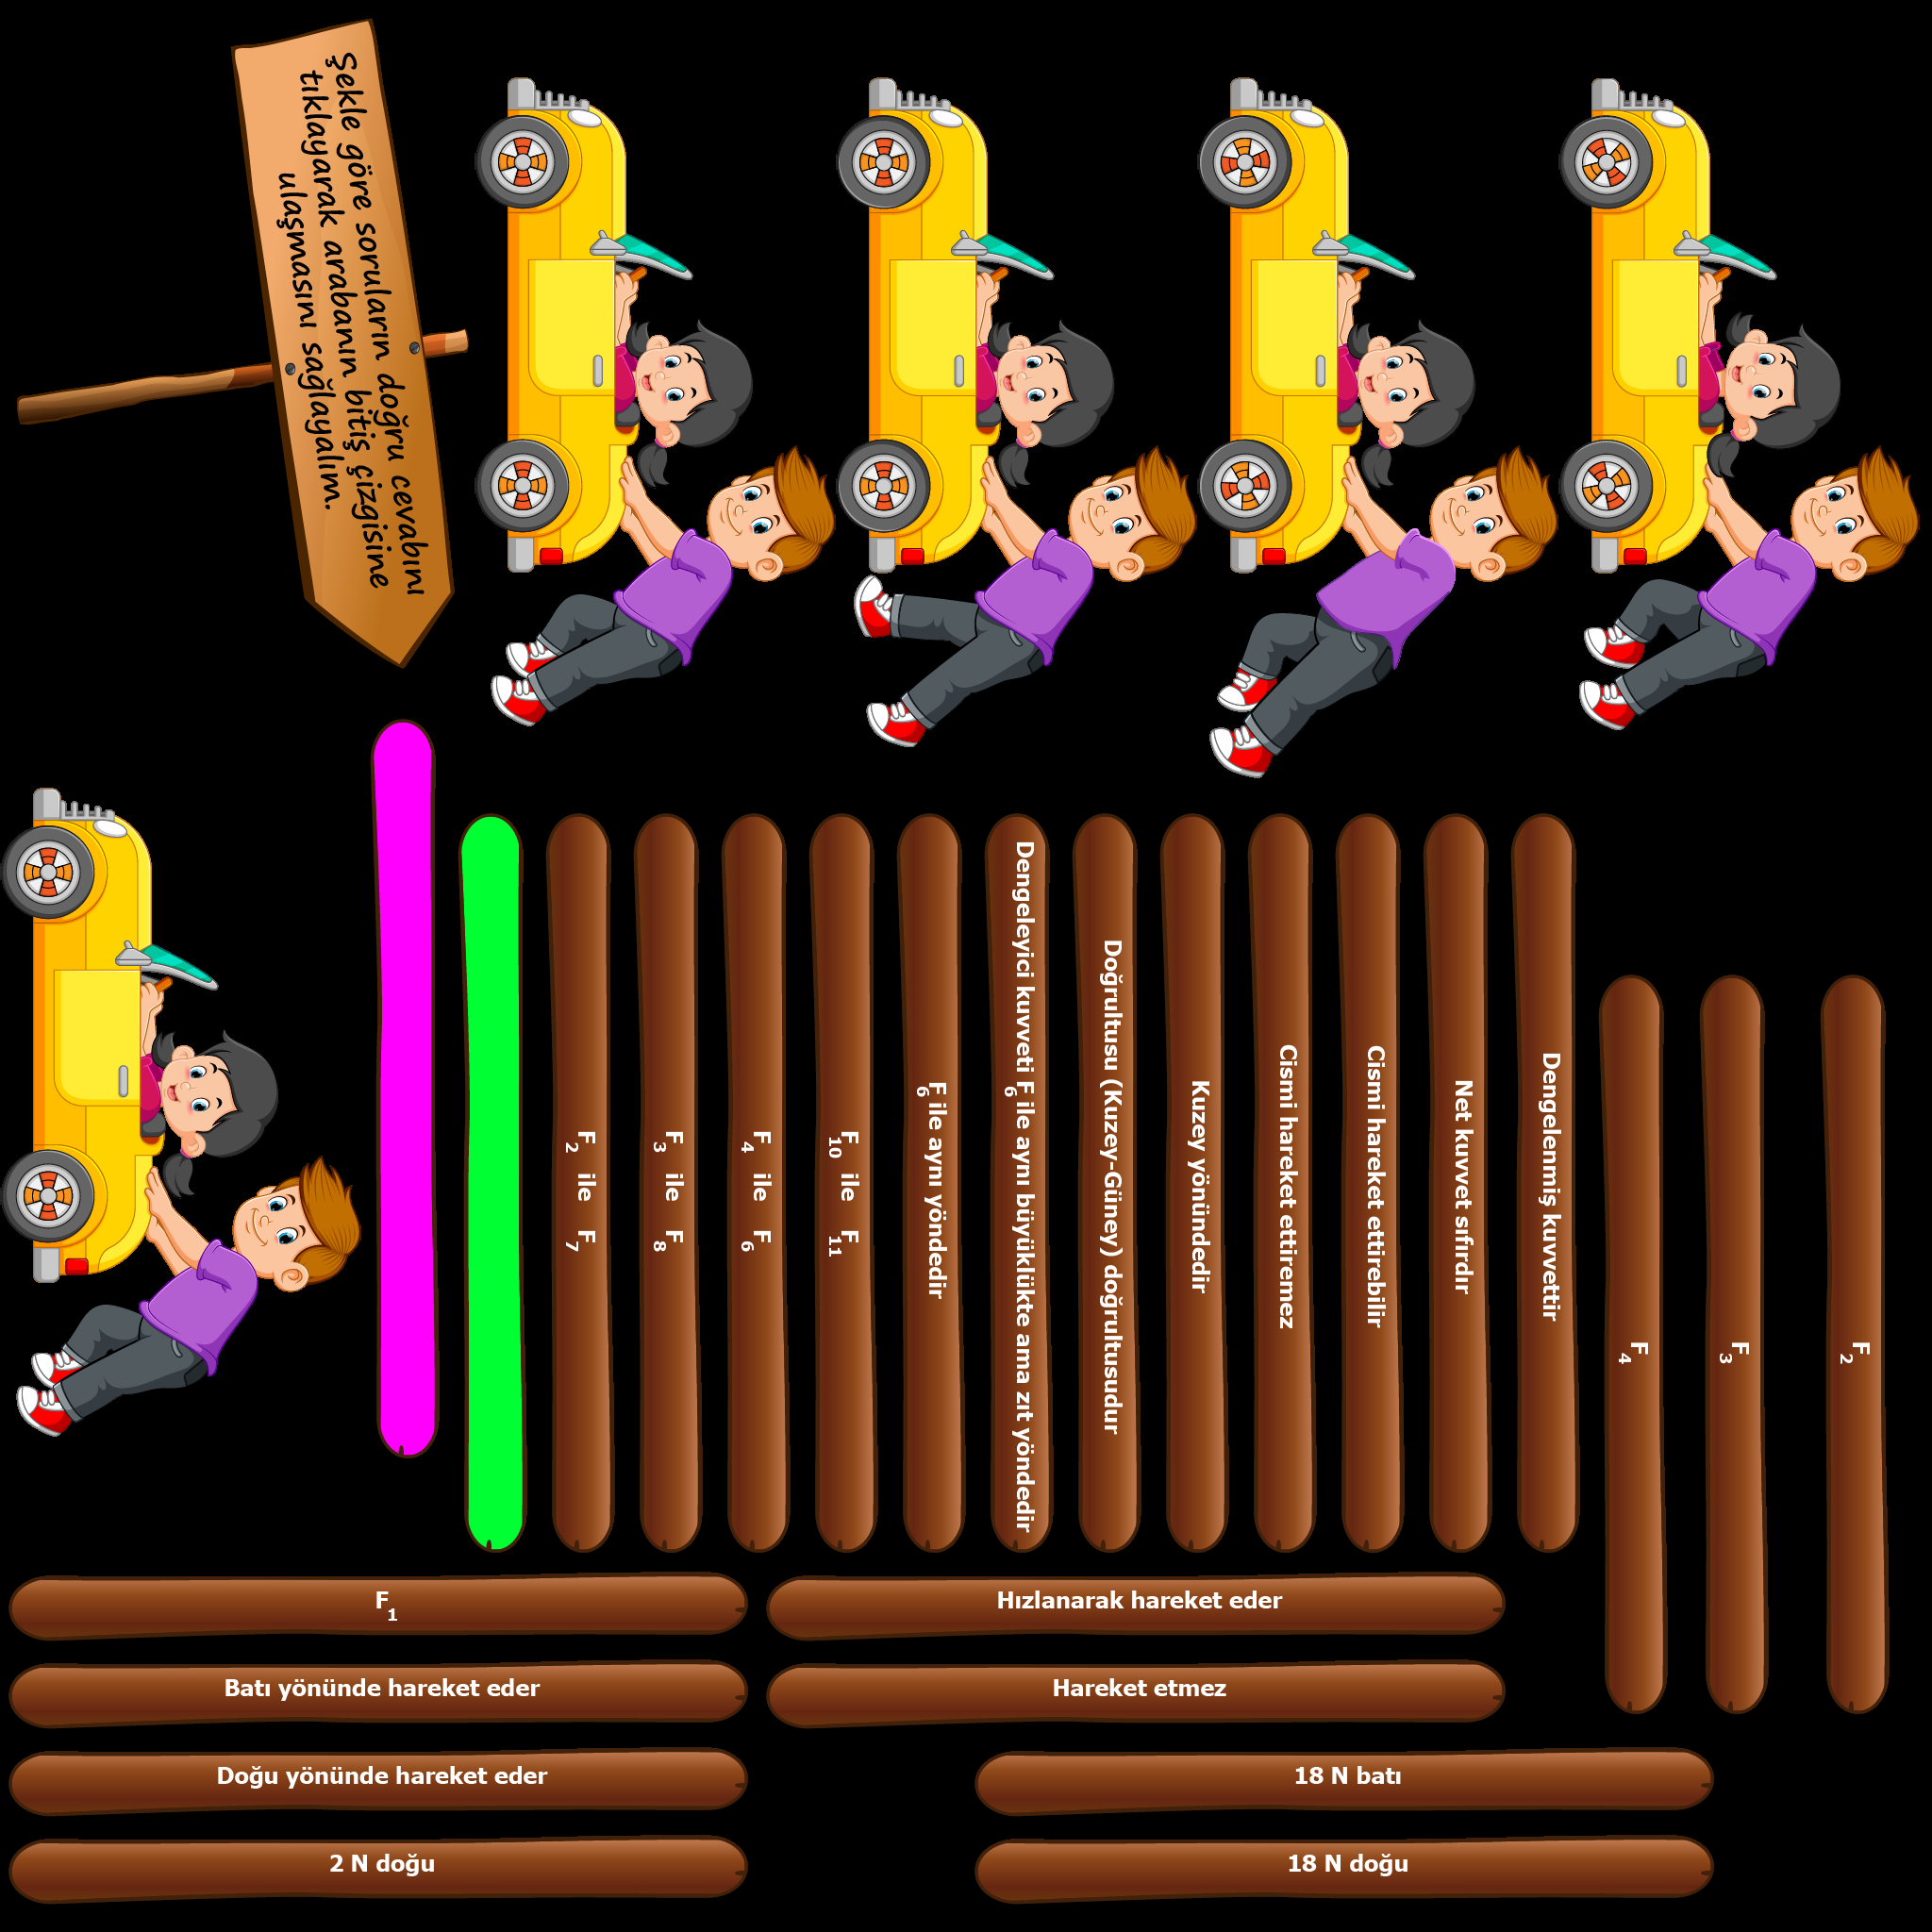 Şekle göre soruların doğru cevabını
tıklayarak arabanın bitiş çizgisine
ulaşmasını sağlayalım.
F2 ile F7
F3 ile F8
F4 ile F6
F10 ile F11
F6 ile aynı yöndedir
Dengeleyici kuvveti F6 ile aynı büyüklükte ama zıt yöndedir
Doğrultusu (Kuzey-Güney) doğrultusudur
Kuzey yönündedir
Cismi hareket ettiremez
Cismi hareket ettirebilir
Net kuvvet sıfırdır
Dengelenmiş kuvvettir
F4
F3
F2
F1
Hızlanarak hareket eder
Batı yönünde hareket eder
Hareket etmez
Doğu yönünde hareket eder
18 N batı
2 N doğu
18 N doğu